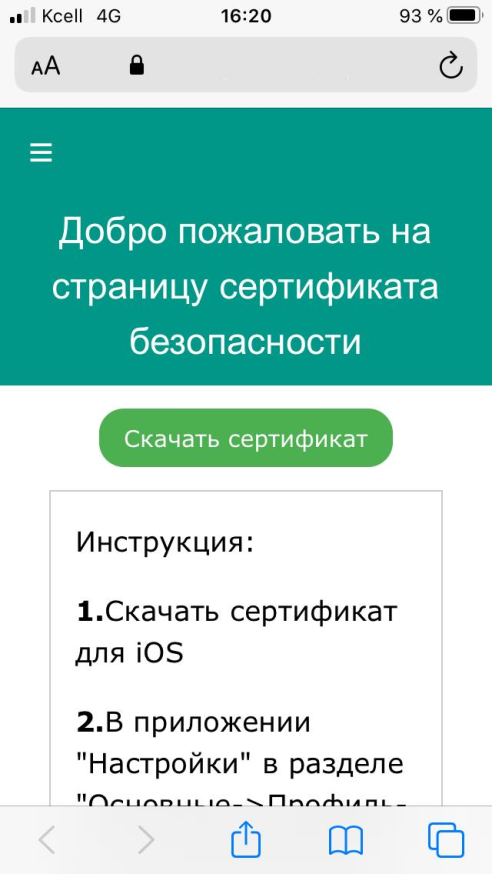 Kcell 4G 16:20 93 %
AA
Добро пожаловать на
страницу сертификата
безопасности
Скачать сертификат
Инструкция:
1.Скачать сертификат
для iOS
2.В приложении
"Настройки" в разделе
"Основные->Профиль-